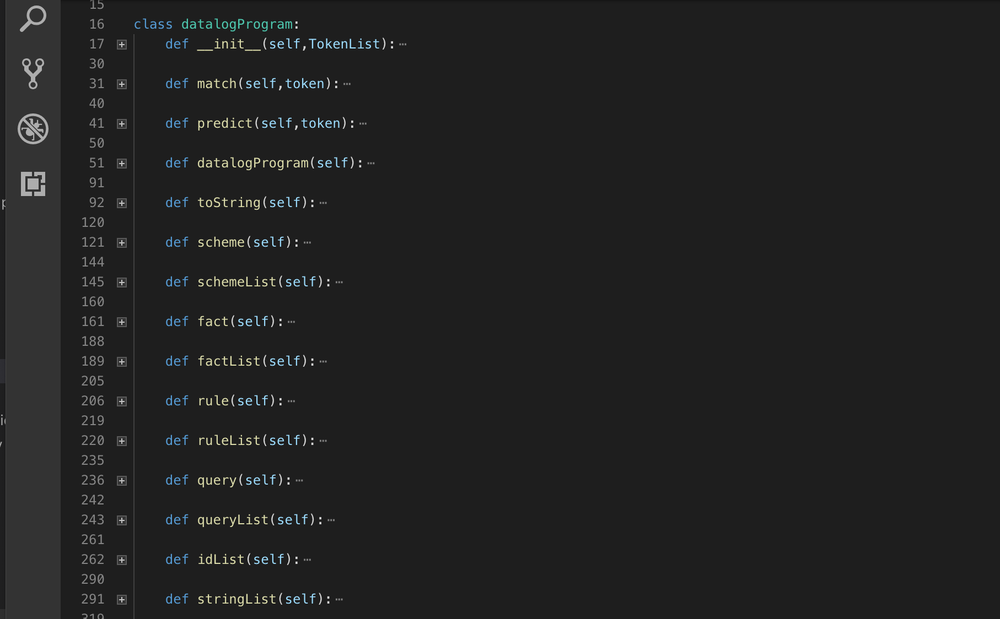 15
16 class datalogProgram:
17 def __init__(self,TokenList):…
30
31 def match(self,token):…
40
41 def predict(self,token):…
50
51 def datalogProgram(self):…
91
92 def toString(self):…
120
121 def scheme(self):…
144
145 def schemeList(self):…
160
161 def fact(self):…
188
189 def factList(self):…
205
206 def rule(self):…
219
220 def ruleList(self):…
235
236 def query(self):…
242
243 def queryList(self):…
261
262 def idList(self):…
290
291 def stringList(self):…
319